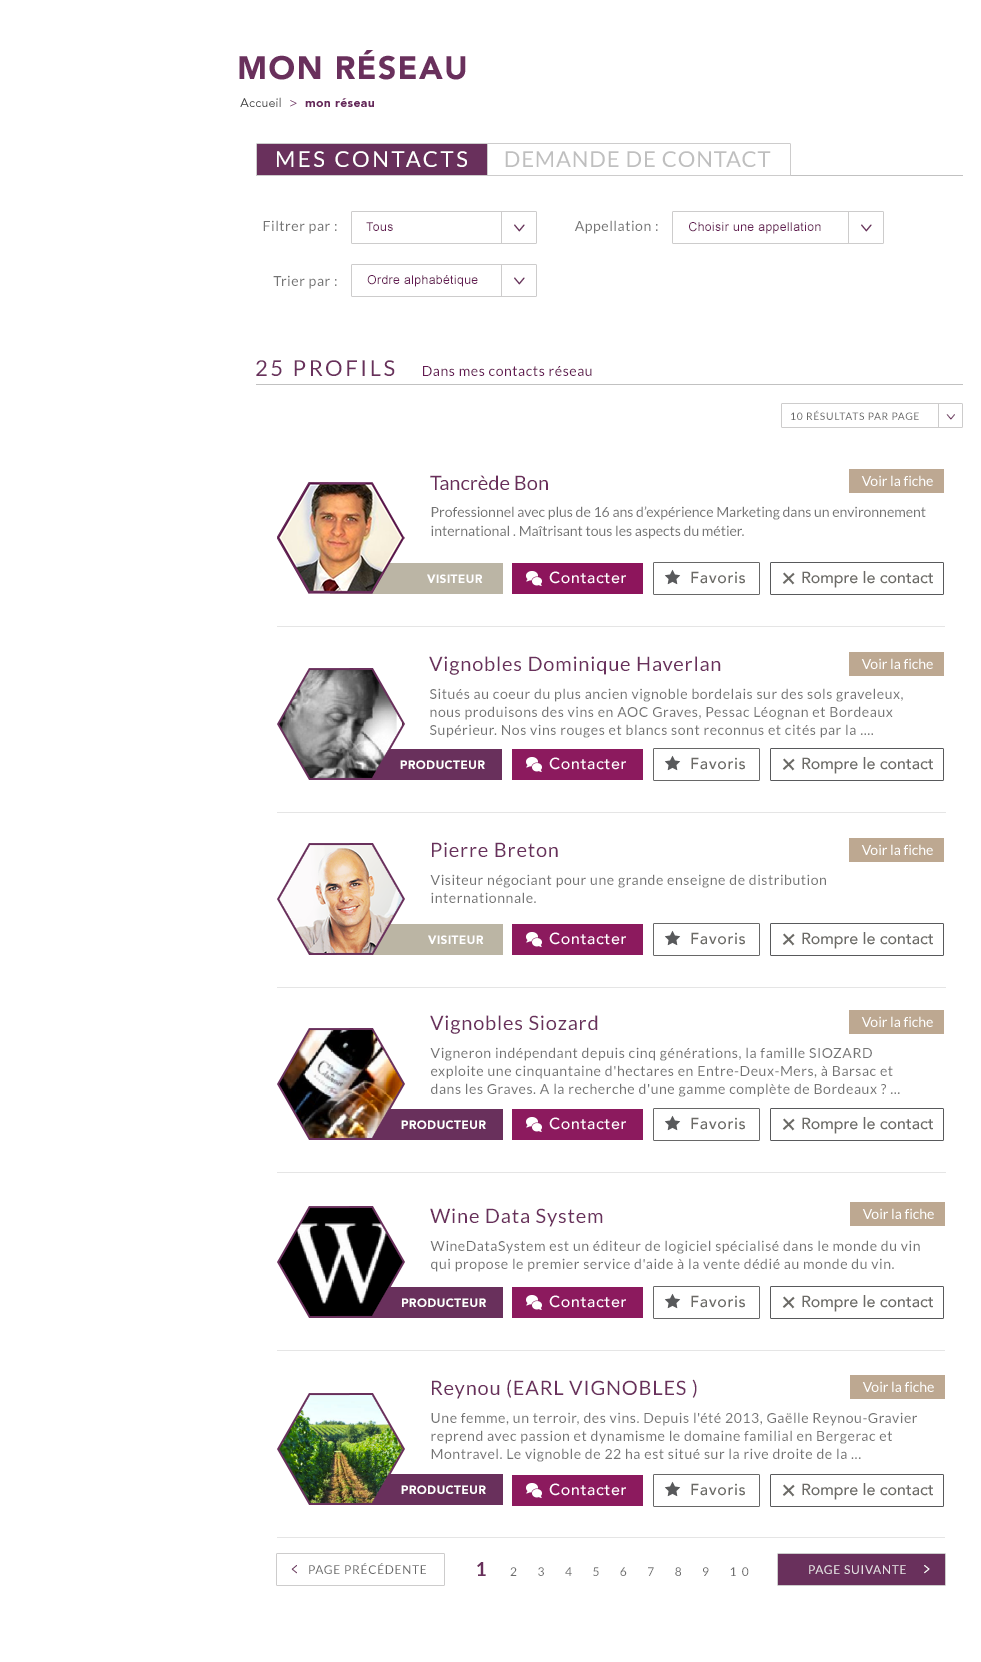 MON RÉSEAU
Accueil > mon réseau
MES CONTACTS DEMANDE DE CONTACT
Filtrer par : Tous Appellation : Choisir une appellation
Trier par : Ordre alphabétique
25 PROFILS Dans mes contacts réseau
10 RÉSULTATS PAR PAGE
Tancrède Bon Voir la fiche
Professionnel avec plus de 16 ans d'expérience Marketing dans un environnement
international . Maîtrisant tous les aspects du métier.
VISITEUR Contacter Favoris Rompre le contact
Vignobles Dominique Haverlan Voir la fiche
Situés au coeur du plus ancien vignoble bordelais sur des sols graveleux,
nous produisons des vins en AOC Graves, Pessac Léognan et Bordeaux
Supérieur. Nos vins rouges et blancs sont reconnus et cités par la ....
PRODUCTEUR Contacter Favoris Rompre le contact
Pierre Breton Voir la fiche
Visiteur négociant pour une grande enseigne de distribution
internationnale.
VISITEUR Contacter Favoris Rompre le contact
Vignobles Siozard Voir la fiche
Vigneron indépendant depuis cinq générations, la famille SIOZARD
exploite une cinquantaine d'hectares en Entre-Deux-Mers, à Barsac et
dans les Graves. A la recherche d'une gamme complète de Bordeaux ? ...
PRODUCTEUR Contacter Favoris Rompre le contact
Wine Data System Voir la fiche
WineDataSystem est un éditeur de logiciel spécialisé dans le monde du vin
qui propose le premier service d'aide à la vente dédié au monde du vin.
W
PRODUCTEUR Contacter Favoris Rompre le contact
Reynou (EARL VIGNOBLES ) Voir la fiche
Une femme, un terroir, des vins. Depuis l'été 2013, Gaëlle Reynou-Gravier
reprend avec passion et dynamisme le domaine familial en Bergerac et
Montravel. Le vignoble de 22 ha est situé sur la rive droite de la ...
PRODUCTEUR Contacter Favoris Rompre le contact
< PAGE PRÉCÉDENTE 1 2 3 4 5 6 7 8 9 10 PAGE SUIVANTE >